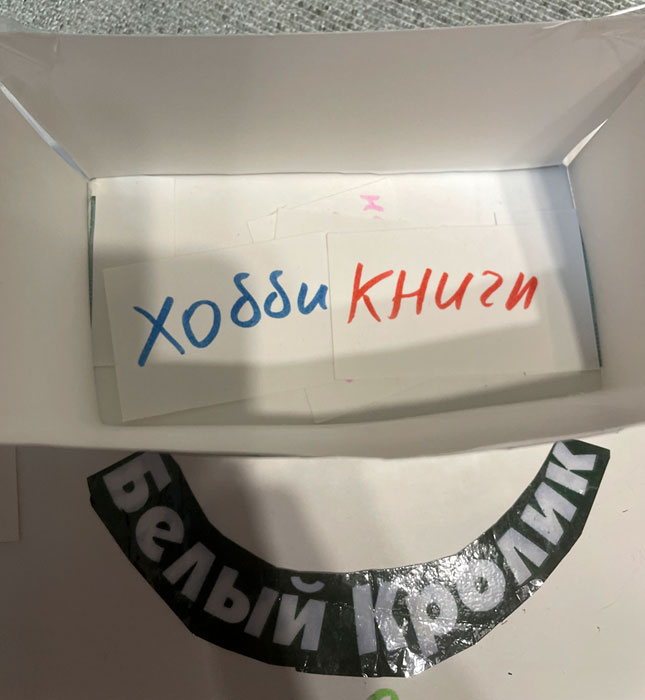 Хобби Книги
Белый Кролик